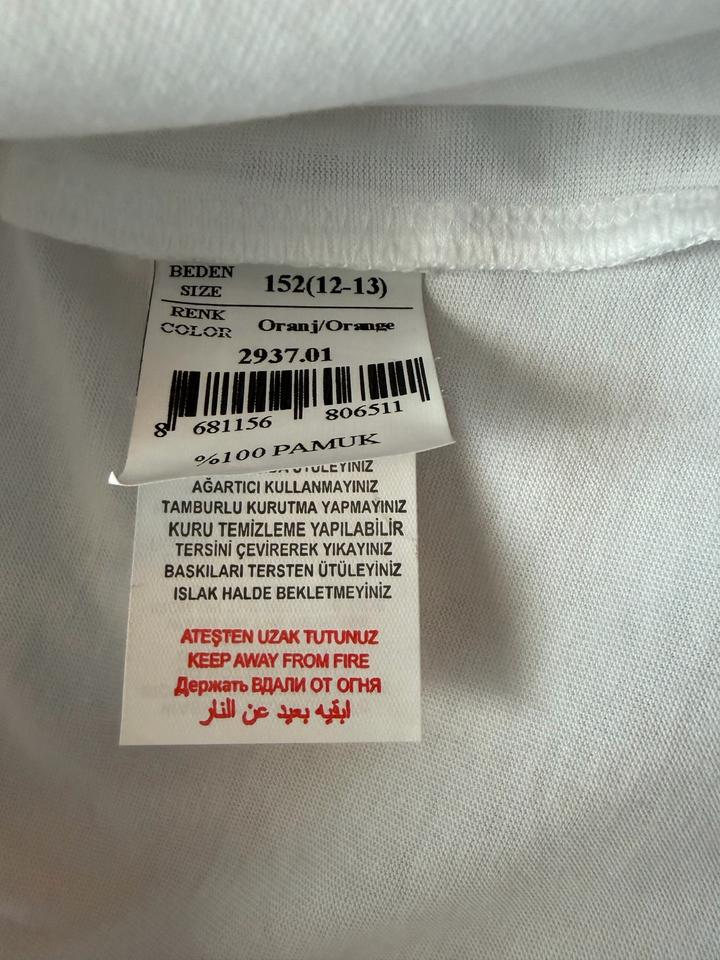 BEDEN
SIZE 152(12-13)
RENK
COLOR Oranj/Orange
2937.01
8 681156 806511
%100 PAMUK
ÜTÜLEYİNİZ
AĞARTICI KULLANMAYINIZ
TAMBURLU KURUTMA YAPMAYINIZ
KURU TEMİZLEME YAPILABİLİR
TERSİNİ ÇEVİREREK YIKAYINIZ
BASKILARI TERSTEN ÜTÜLEYİNİZ
ISLAK HALDE BEKLETMEYİNİZ
ATEŞTEN UZAK TUTUNUZ
KEEP AWAY FROM FIRE
Держать ВДАЛИ ОТ ОГНЯ
ابقيه بعيد عن النار